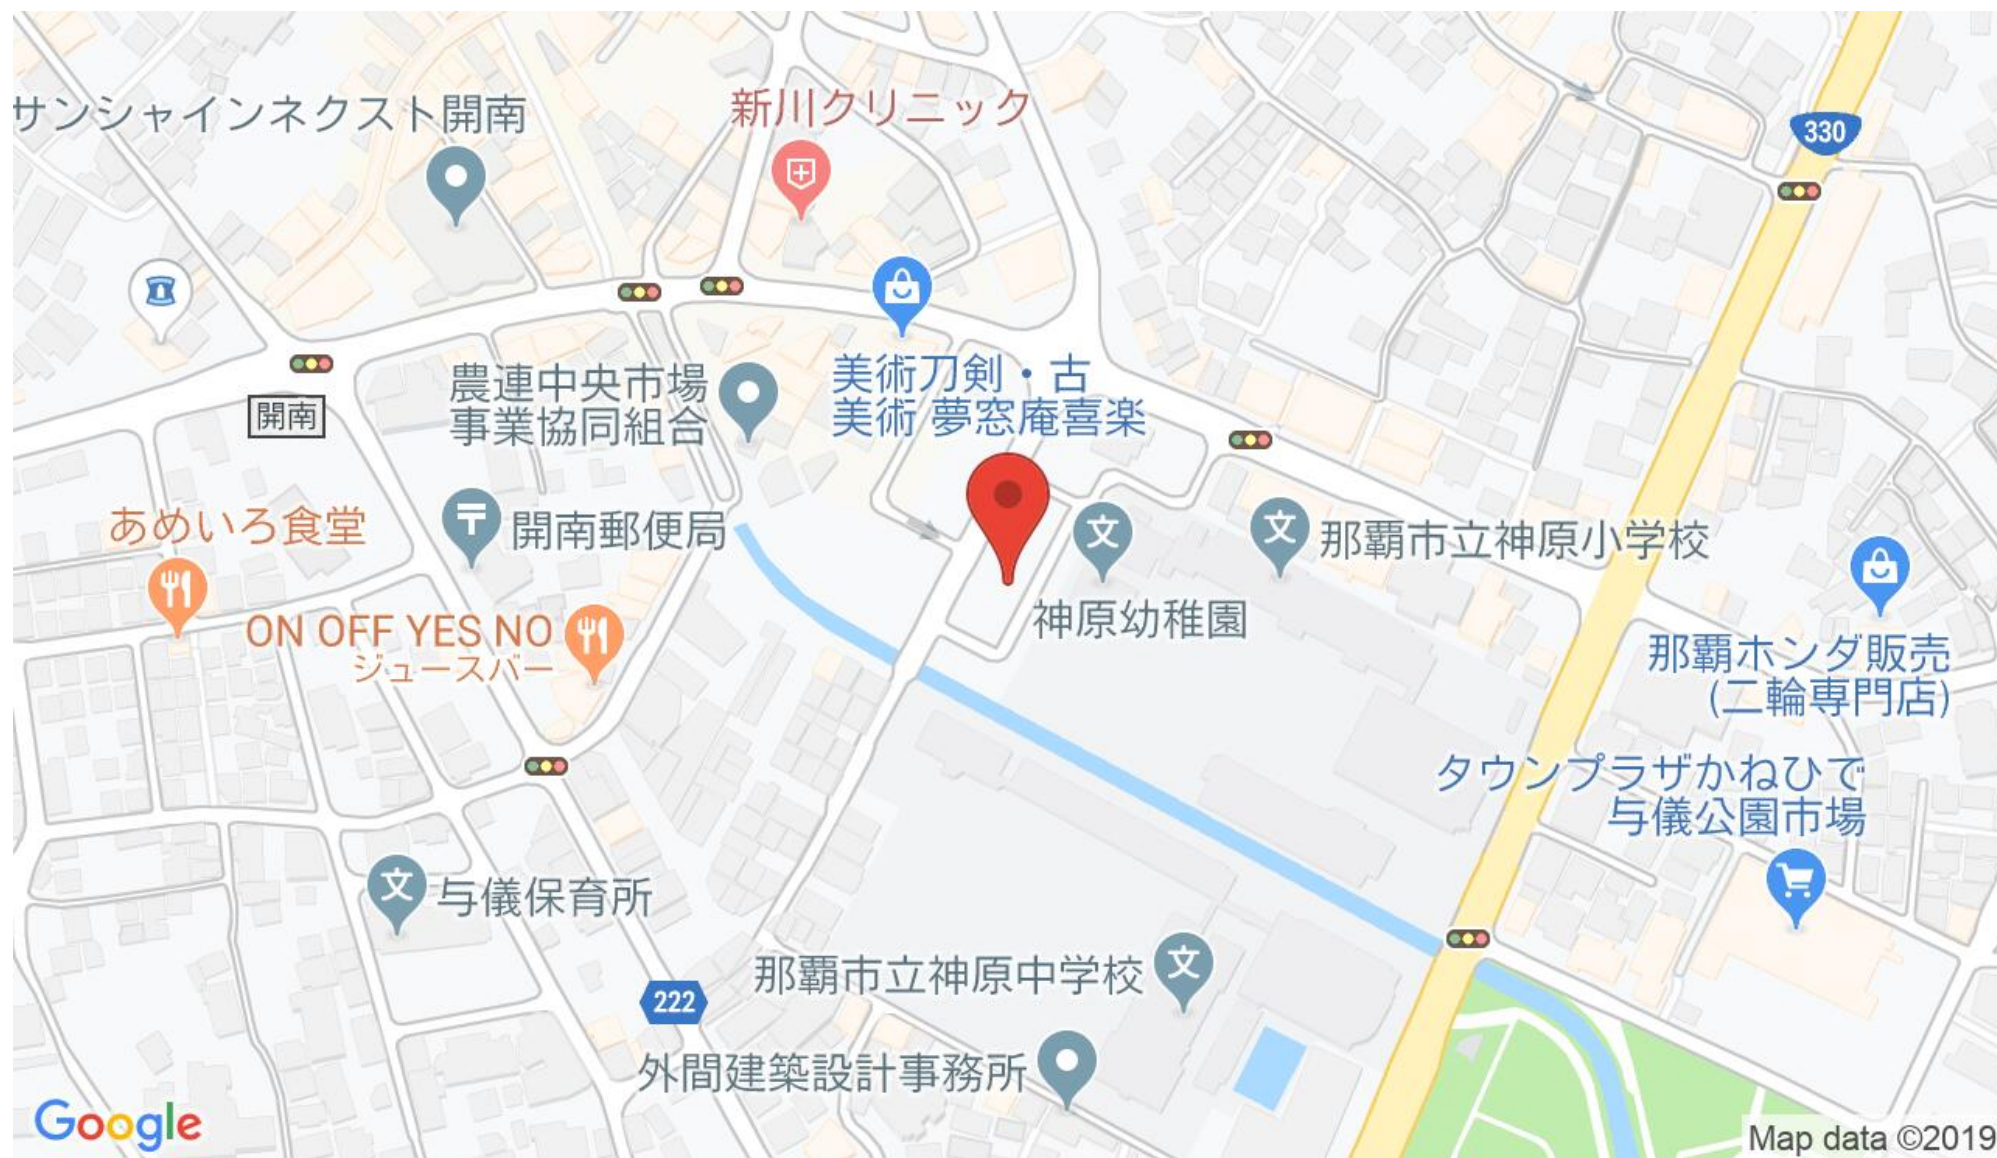 サンシャインネクスト開南
新川クリニック
330
農連中央市場
事業協同組合
美術刀剣・古
美術 夢窓庵喜楽
開南
あめいろ食堂
〒
開南郵便局
文
文
那覇市立神原小学校
神原幼稚園
ON OFF YES NO
ジュースバー
那覇ホンダ販売
(二輪専門店)
タウンプラザかねひで
与儀公園市場
文
与儀保育所
那覇市立神原中学校
文
222
外間建築設計事務所
Google
Map data ©2019